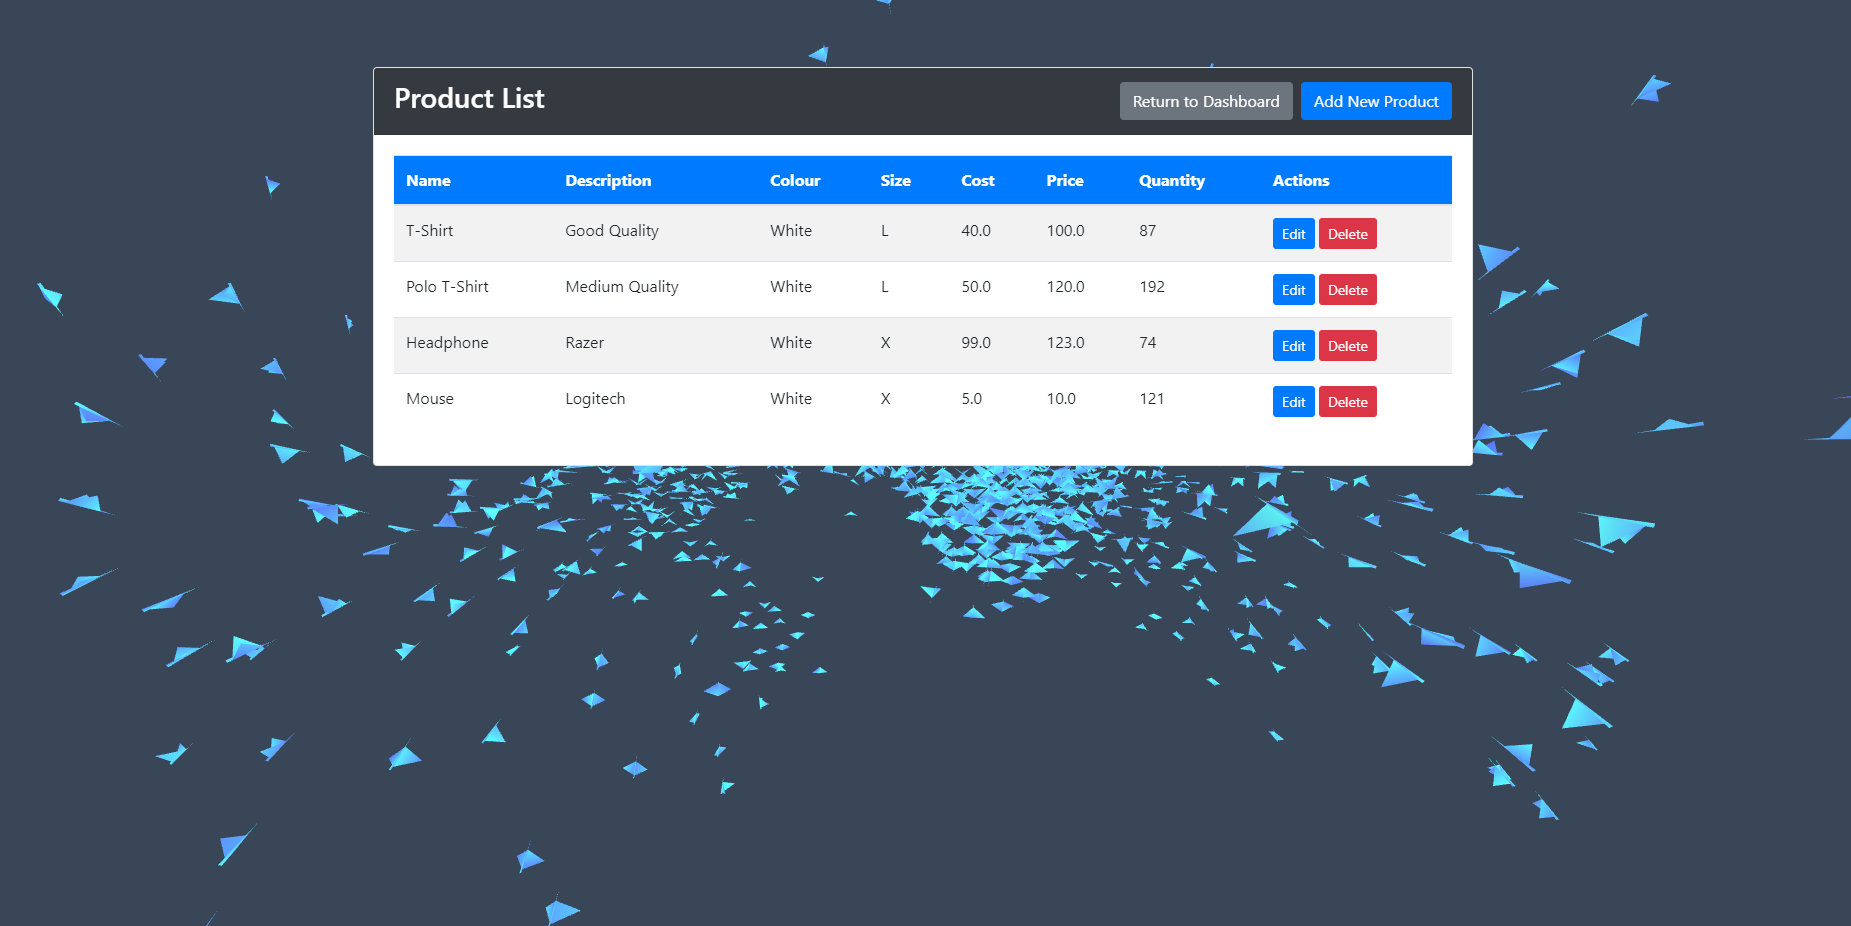 Product List Return to Dashboard Add New Product
Name Description Colour Size Cost Price Quantity Actions
T-Shirt Good Quality White L 40.0 100.0 87 Edit Delete
Polo T-Shirt Medium Quality White L 50.0 120.0 192 Edit Delete
Headphone Razer White X 99.0 123.0 74 Edit Delete
Mouse Logitech White X 5.0 10.0 121 Edit Delete